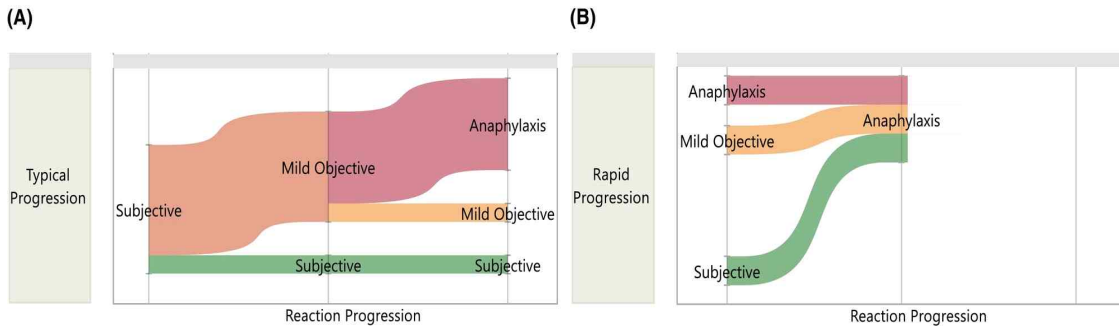 (A)
Typical
Progression
Subjective
Mild Objective
Subjective
Anaphylaxis
Mild Objective
Subjective
Reaction Progression
(B)
Rapid
Progression
Anaphylaxis
Mild Objective
Subjective
Anaphylaxis
Reaction Progression